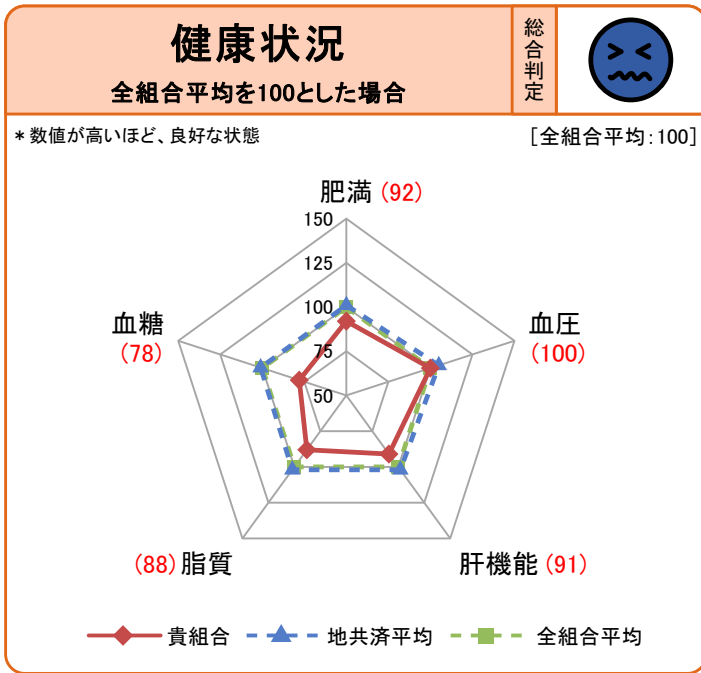 健康状況
全組合平均を100とした場合
総合判定
*数値が高いほど、良好な状態
[全組合平均:100]
肥満(92)
150
125
100
75
50
血糖
(78)
血圧
(100)
(88)脂質
肝機能(91)
貴組合 地共済平均 全組合平均